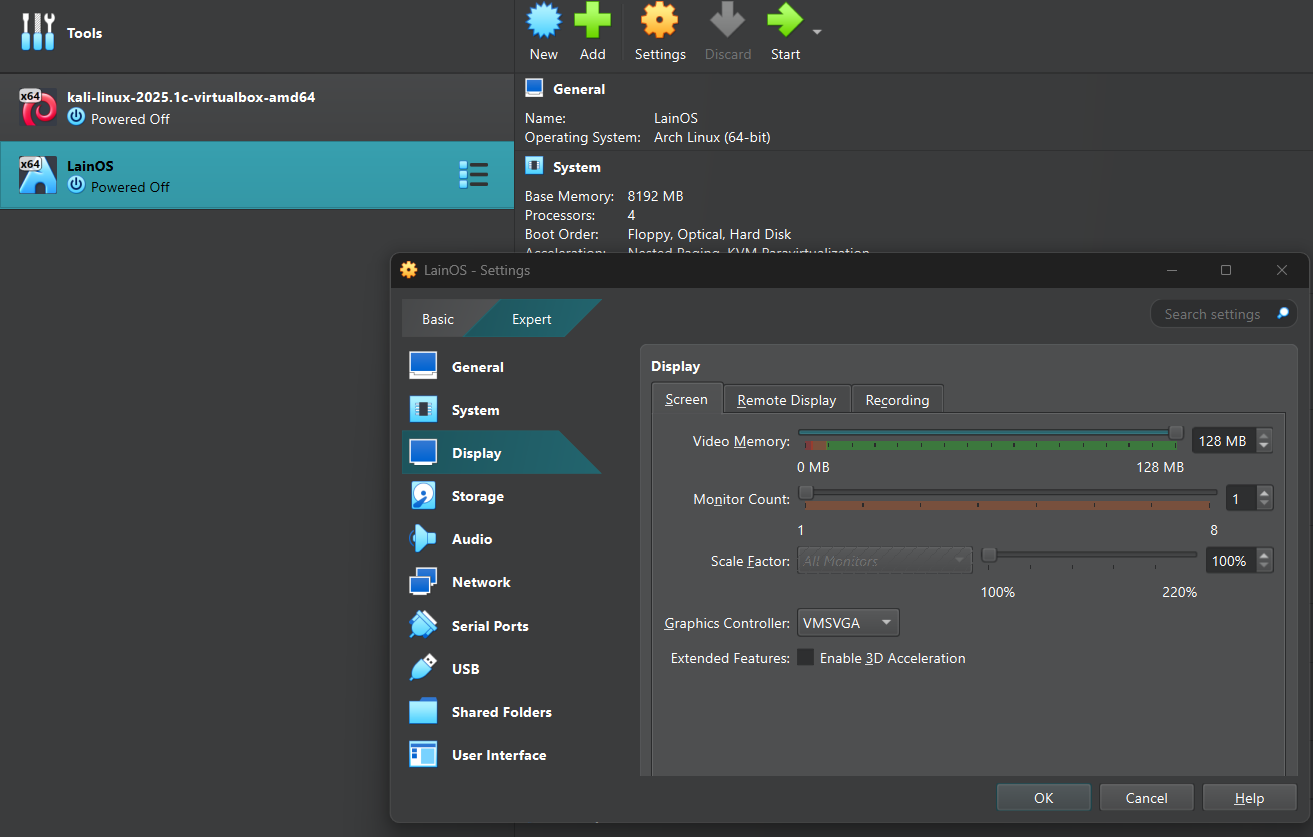 Tools
New Add Settings Discard Start
x64
kali-linux-2025.1c-virtualbox-amd64
Powered Off
x64
LainOS
Powered Off
General
Name: LainOS
Operating System: Arch Linux (64-bit)
System
Base Memory: 8192 MB
Processors: 4
Boot Order: Floppy, Optical, Hard Disk
Acceleration: Nested Paging, KVM Paravirtualization
LainOS - Settings
Basic Expert
Search settings
General
System
Display
Storage
Audio
Network
Serial Ports
USB
Shared Folders
User Interface
Display
Screen Remote Display Recording
Video Memory: 128 MB
0 MB 128 MB
Monitor Count: 1
1 8
Scale Factor: All Monitors 100%
100% 220%
Graphics Controller: VMSVGA
Extended Features: Enable 3D Acceleration
OK Cancel Help